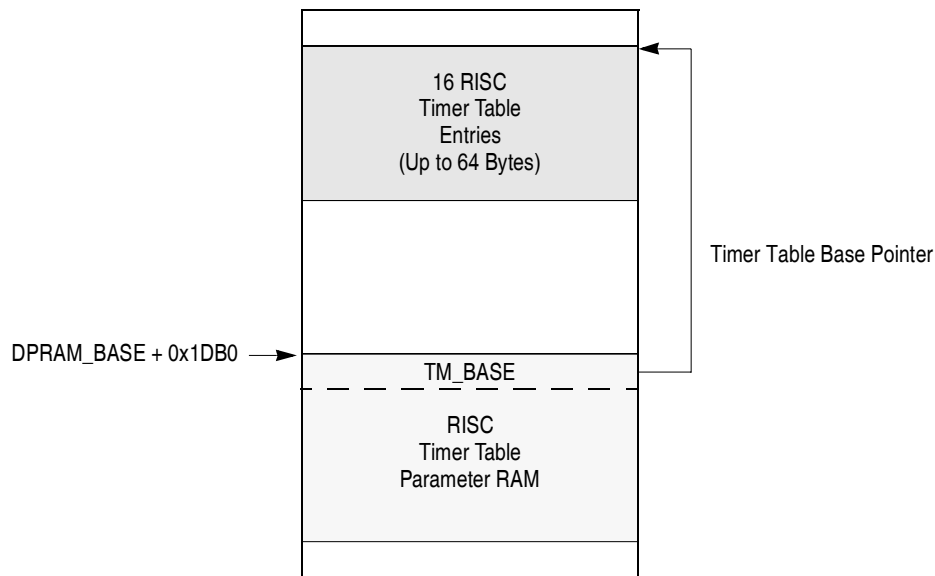 16 RISC
Timer Table
Entries
(Up to 64 Bytes)
Timer Table Base Pointer
DPRAM_BASE + 0x1DB0
TM_BASE
RISC
Timer Table
Parameter RAM